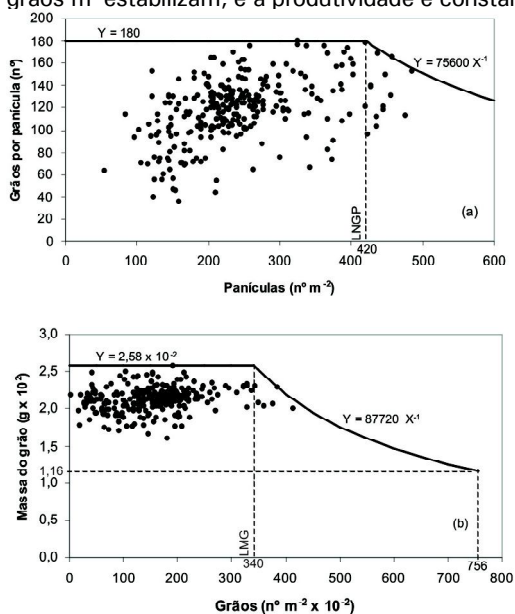 grãos m² estabilizam, e a produtividade é constan
200
180
160
140
120
100
80
60
40
20
0
Grãos por panícula (nº)
Y = 180
Y = 75600 X⁻¹
LNGP
(a)
420
0 100 200 300 400 500 600
Panículas (nº m⁻²)
3,0
2,5
2,0
1,5
1,16
1,0
0,5
0,0
Massa do grão (g x 10²)
Y = 2,58 x 10⁻²
Y = 87720 X⁻¹
LMG
(b)
340
756
0 100 200 300 400 500 600 700 800
Grãos (nº m⁻² x 10⁻²)